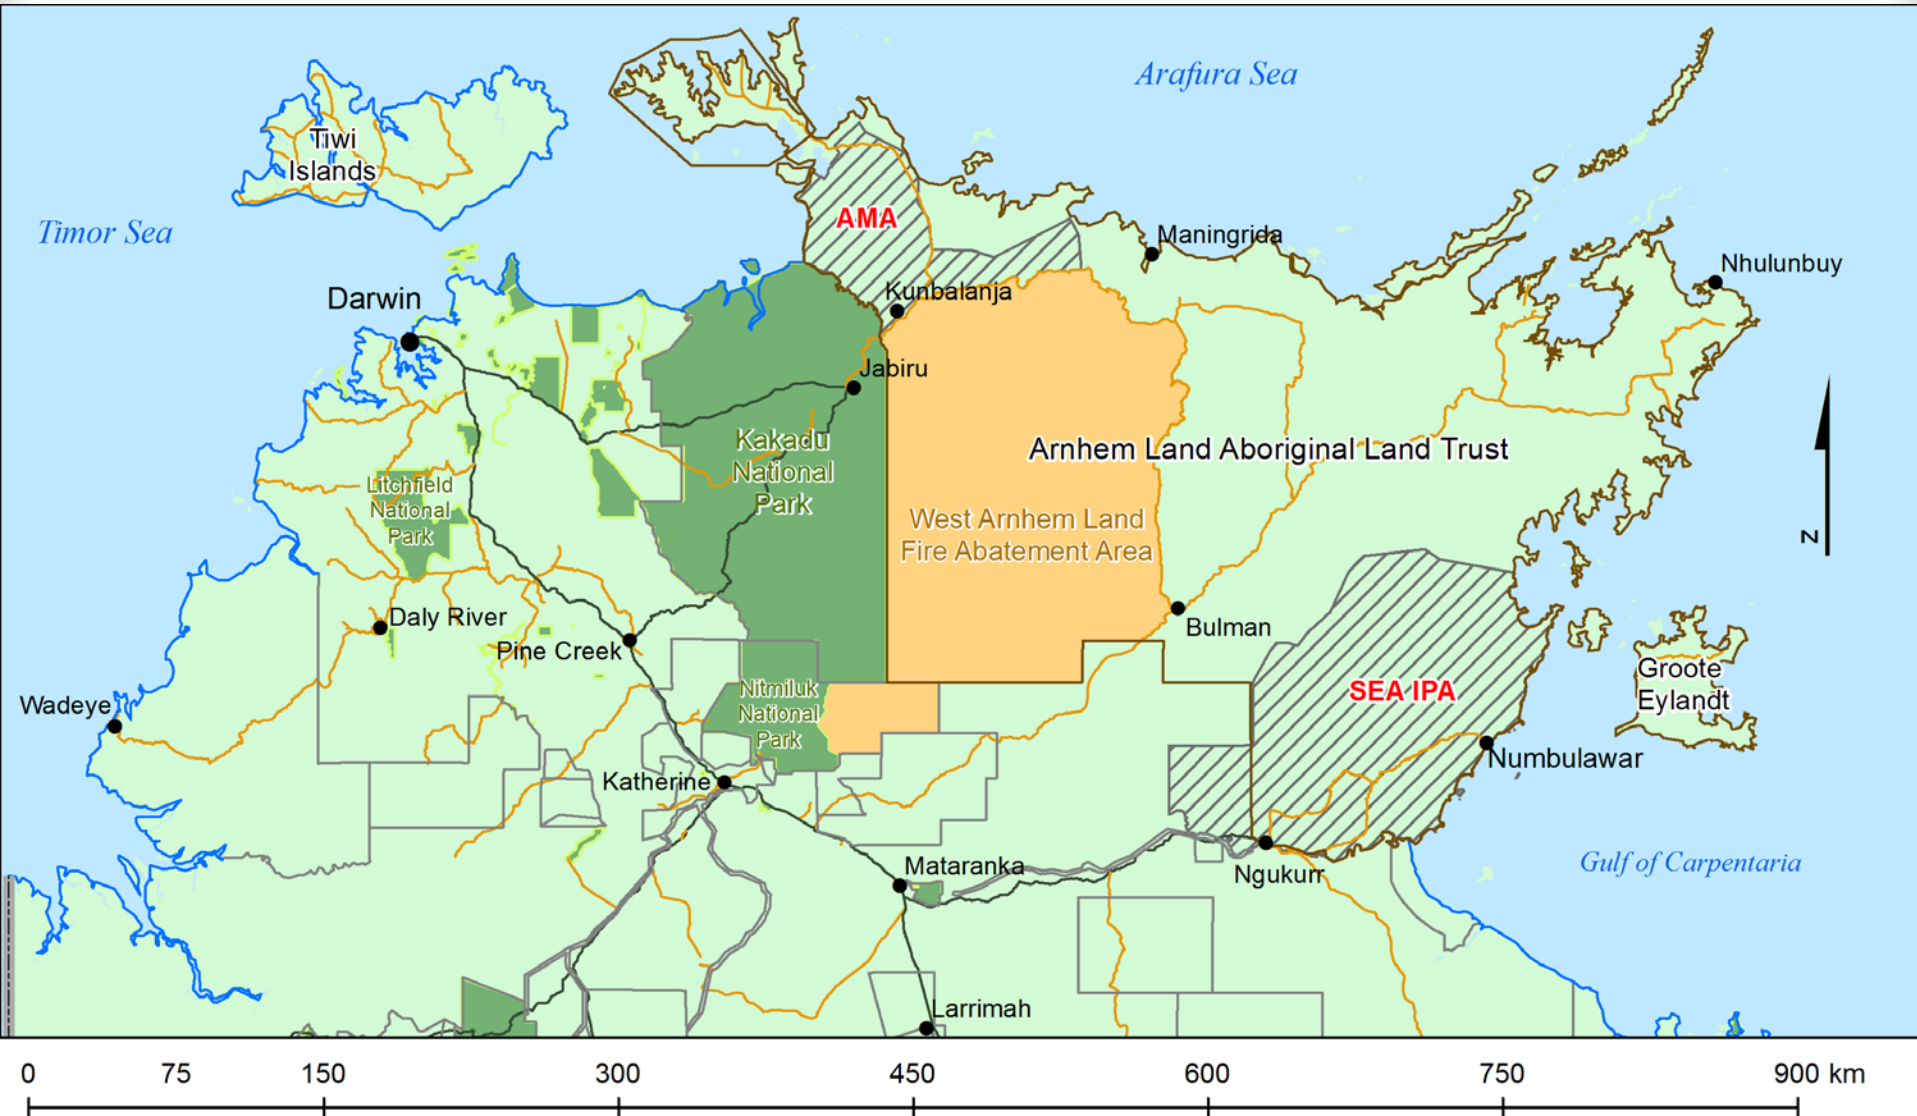 Arafura Sea
Tiwi
Islands
Timor Sea
AMA
Maningrida
Nhulunbuy
Kunbalanja
Darwin
Jabiru
Kakadu
National
Park
Arnhem Land Aboriginal Land Trust
Litchfield
National
Park
West Arnhem Land
Fire Abatement Area
N
Daly River
Bulman
Pine Creek
Groote
Eylandt
Nitmiluk
National
Park
SEA IPA
Wadeye
Numbulawar
Katherine
Mataranka
Ngukurr
Gulf of Carpentaria
Larrimah
0 75 150 300 450 600 750 900 km